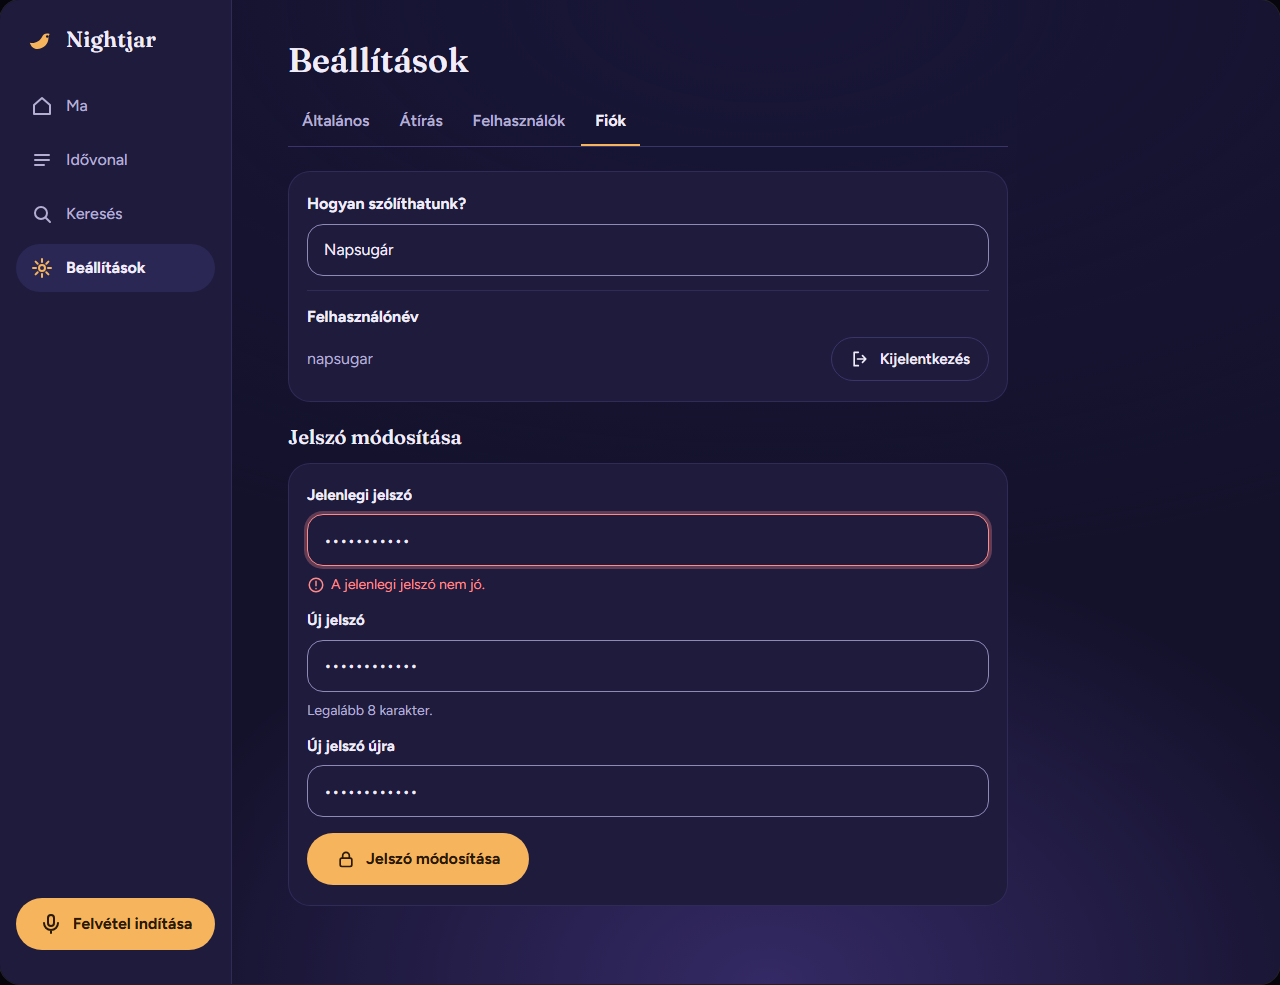 Nightjar
Ma
Idővonal
Keresés
Beállítások
Felvétel indítása
Beállítások
Általános
Átírás
Felhasználók
Fiók
Hogyan szólíthatunk?
Napsugár
Felhasználónév
napsugar
Kijelentkezés
Jelszó módosítása
Jelenlegi jelszó
•••••••••••
A jelenlegi jelszó nem jó.
Új jelszó
••••••••••••
Legalább 8 karakter.
Új jelszó újra
••••••••••••
Jelszó módosítása